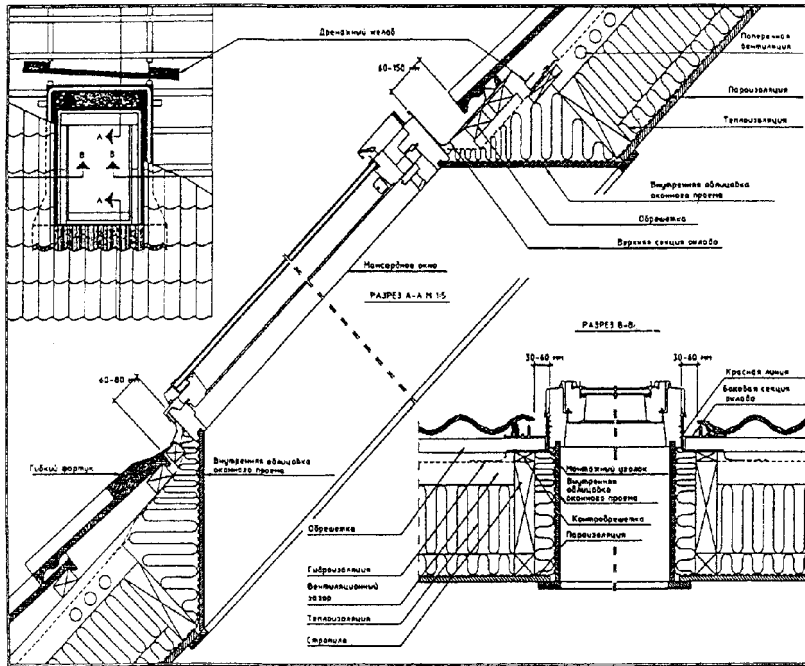 Дренажный желоб
Поперечная
вентиляция
60-150 мм
Пароизоляция
Теплоизоляция
А
В В
А
Внутренняя облицовка
оконного проема
Обрешетка
Верхняя секция оклада
Мансардное окно
РАЗРЕЗ А-А М 1:5
РАЗРЕЗ В-В
60-80 мм
30-60 мм
30-60 мм
Красная линия
Боковая секция
оклада
Гибкий фартук
Внутренняя облицовка
оконного проема
Монтажный уголок
Внутренняя
облицовка
оконного проема
Контробрешетка
Пароизоляция
Обрешетка
Гидроизоляция
Вентиляционный
зазор
Теплоизоляция
Стропила